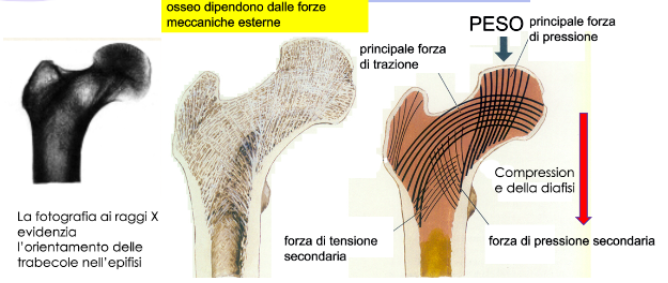 osseo dipendono dalle forze
meccaniche esterne
PESO
principale forza
di pressione
principale forza
di trazione
Compression
e della diafisi
La fotografia ai raggi X
evidenzia
l'orientamento delle
trabecole nell'epifisi
forza di tensione
secondaria
forza di pressione secondaria